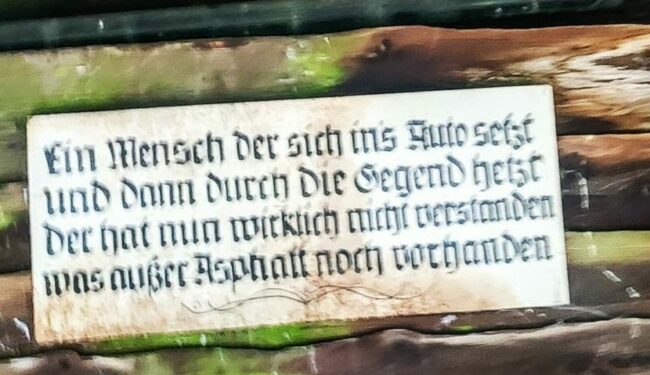 Ein Mensch der sich in's Auto setzt
und dann durch die Gegend hetzt
der hat nun wirklich nicht verstanden
was außer Asphalt noch vorhanden